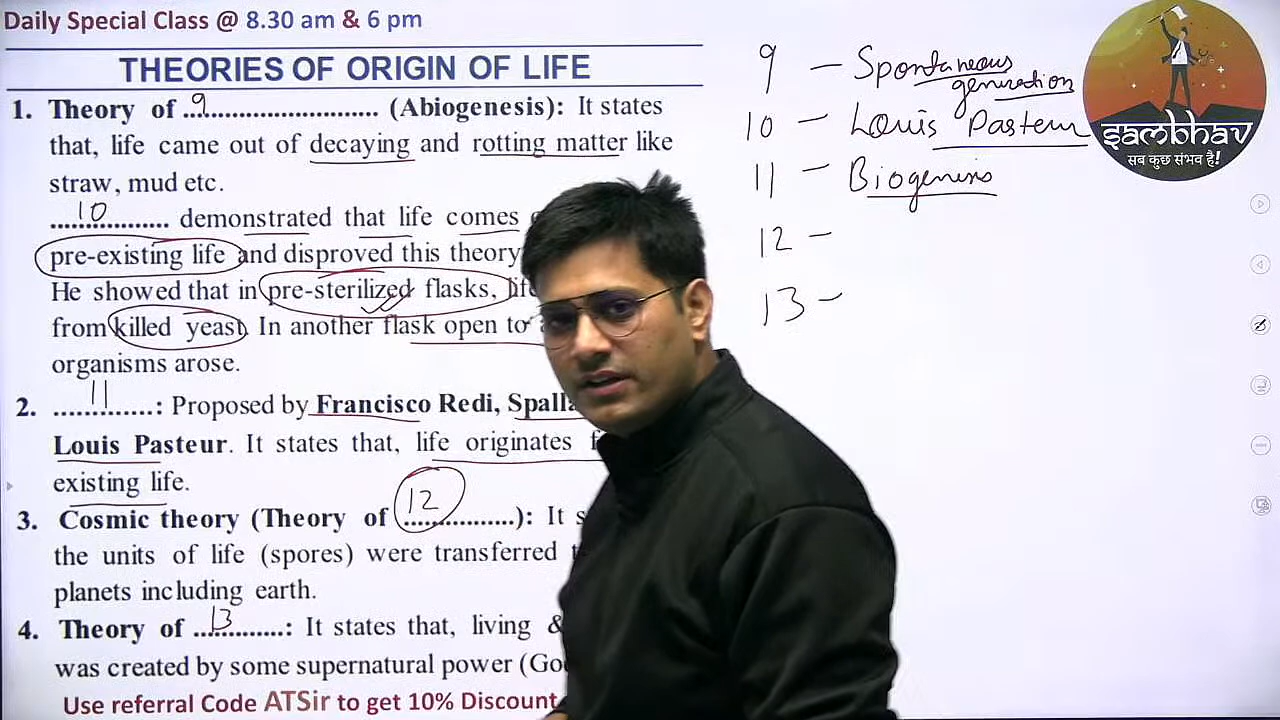 Daily Special Class @ 8.30 am & 6 pm
THEORIES OF ORIGIN OF LIFE
1. Theory of ...9........................... (Abiogenesis): It states
that, life came out of decaying and rotting matter like
straw, mud etc.
10 ................. demonstrated that life comes
pre-existing life and disproved this theory
He showed that in pre-sterilized flasks,
from killed yeast. In another flask open to
organisms arose.
2. 11 .............: Proposed by Francisco Redi,
Louis Pasteur. It states that, life originates
existing life.
3. Cosmic theory (Theory of 12 ...............): It
the units of life (spores) were transferred
planets including earth.
4. Theory of 13 ............: It states that, living &
was created by some supernatural power
Use referral Code ATSir to get 10% Discount
9 - Spontaneous
generation
10 - Louis Pasteur
11 - Biogenesis
12 -
13 -
sambhav
सब कुछ संभव है!